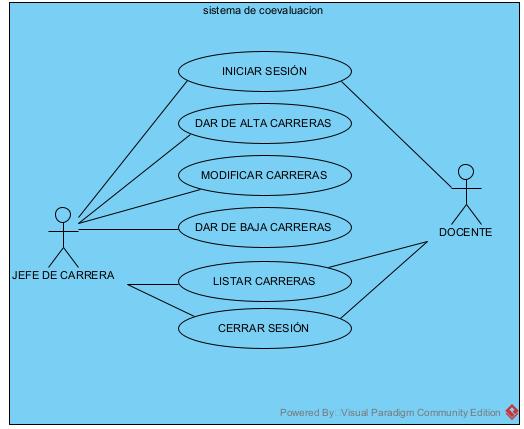 sistema de coevaluacion
INICIAR SESIÓN
DAR DE ALTA CARRERAS
MODIFICAR CARRERAS
DAR DE BAJA CARRERAS
DOCENTE
JEFE DE CARRERA
LISTAR CARRERAS
CERRAR SESIÓN
Powered By: Visual Paradigm Community Edition